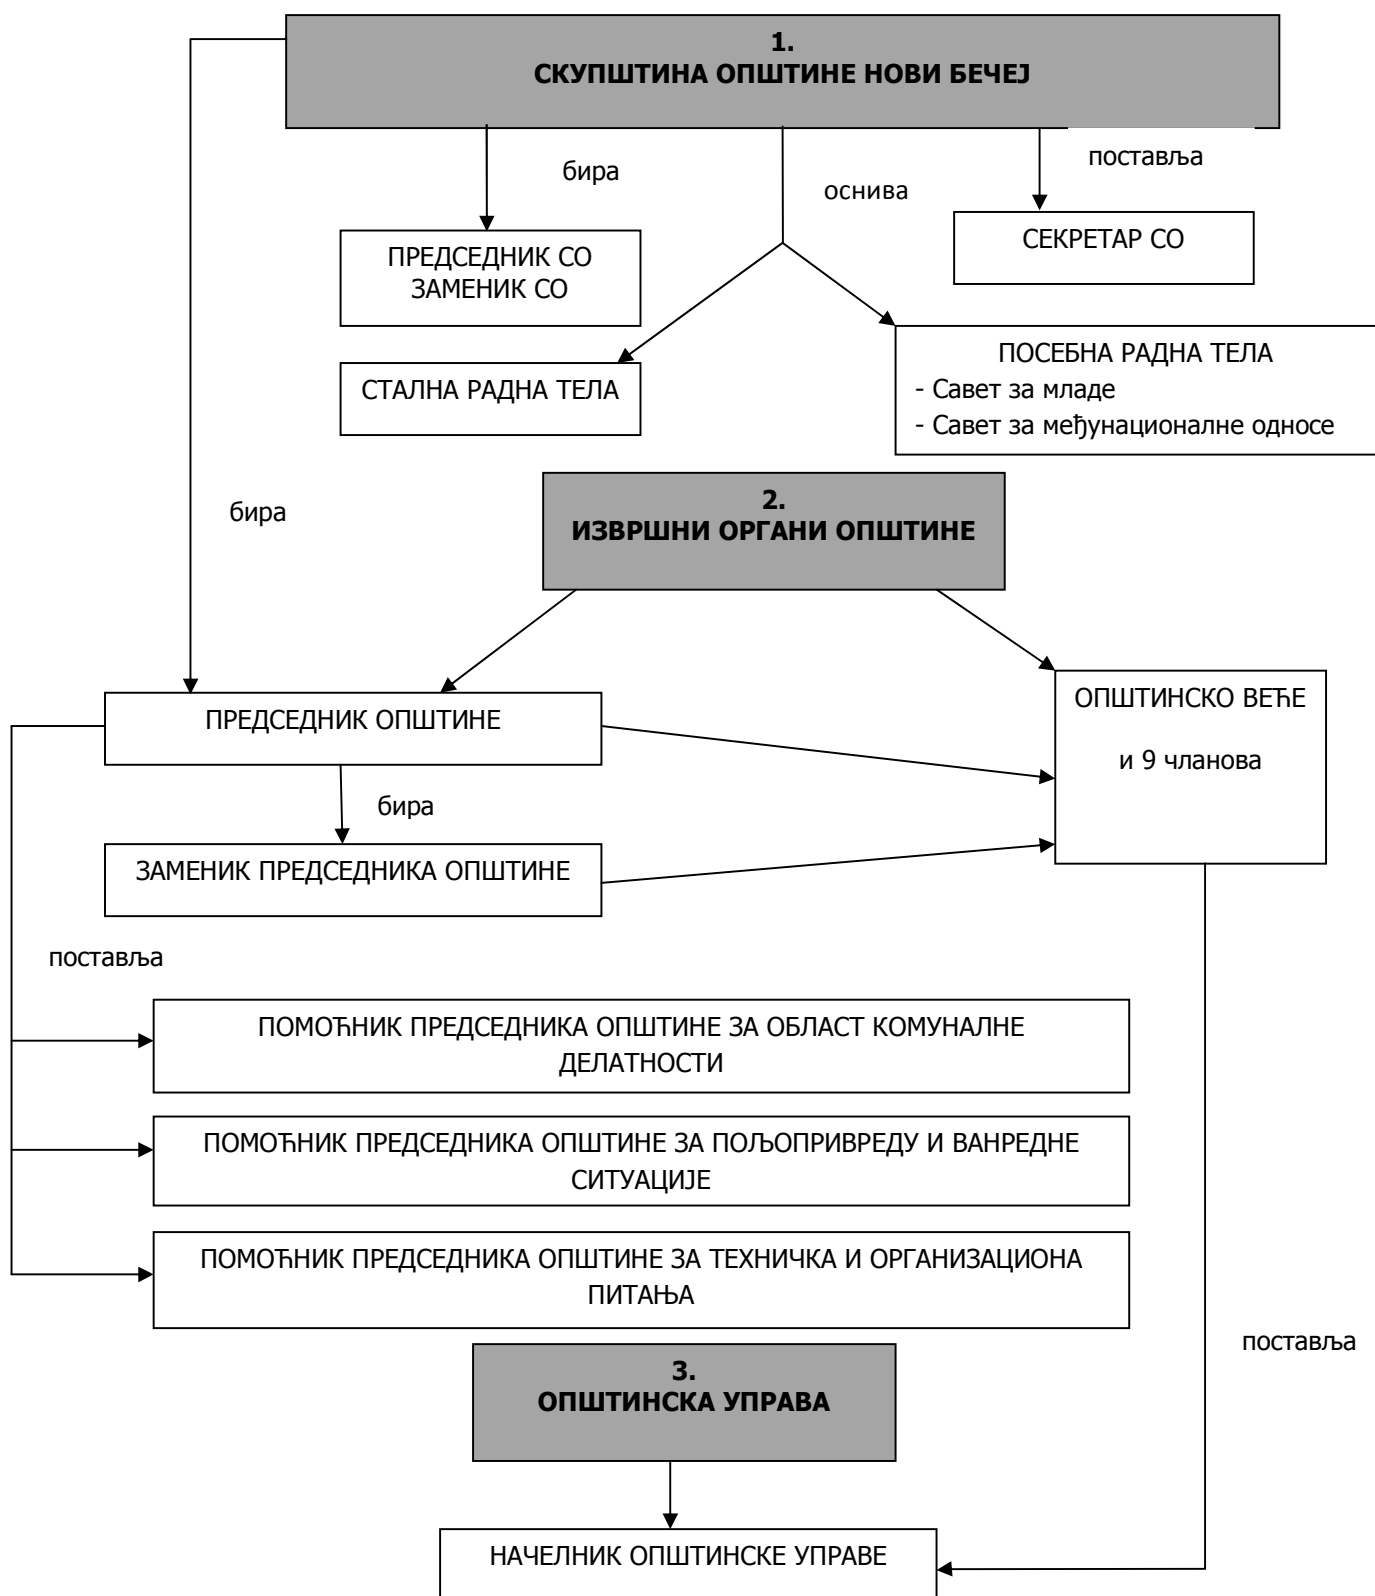 1.
СКУПШТИНА ОПШТИНЕ НОВИ БЕЧЕЈ
бира
поставља
оснива
СЕКРЕТАР СО
ПРЕДСЕДНИК СО
ЗАМЕНИК СО
ПОСЕБНА РАДНА ТЕЛА
- Савет за младе
- Савет за међунационалне односе
СТАЛНА РАДНА ТЕЛА
2.
ИЗВРШНИ ОРГАНИ ОПШТИНЕ
бира
ПРЕДСЕДНИК ОПШТИНЕ
ОПШТИНСКО ВЕЋЕ
и 9 чланова
бира
ЗАМЕНИК ПРЕДСЕДНИКА ОПШТИНЕ
поставља
ПОМОЋНИК ПРЕДСЕДНИКА ОПШТИНЕ ЗА ОБЛАСТ КОМУНАЛНЕ
ДЕЛАТНОСТИ
ПОМОЋНИК ПРЕДСЕДНИКА ОПШТИНЕ ЗА ПОЉОПРИВРЕДУ И ВАНРЕДНЕ
СИТУАЦИЈЕ
ПОМОЋНИК ПРЕДСЕДНИКА ОПШТИНЕ ЗА ТЕХНИЧКА И ОРГАНИЗАЦИОНА
ПИТАЊА
поставља
3.
ОПШТИНСКА УПРАВА
НАЧЕЛНИК ОПШТИНСКЕ УПРАВЕ